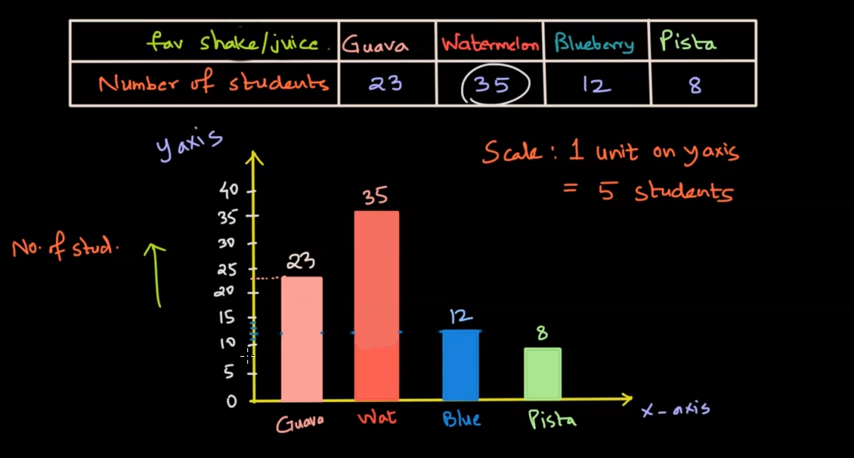 fav shake/juice. Guava Watermelon Blueberry Pista
Number of students 23 35 12 8
y axis
Scale: 1 unit on y axis
= 5 students
No. of stud.
40
35
30
25
20
15
10
5
0
23
35
12
8
Guava Wat Blue Pista
x-axis